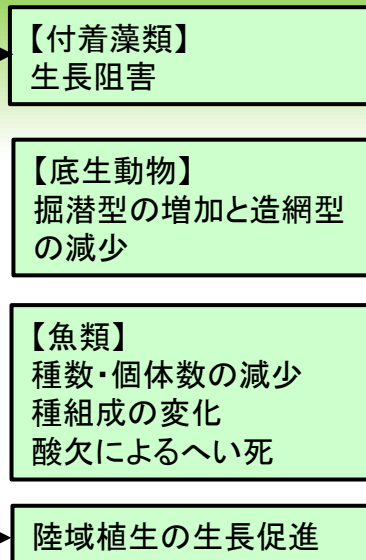 【付着藻類】
生長阻害
【底生動物】
掘潜型の増加と造網型
の減少
【魚類】
種数・個体数の減少
種組成の変化
酸欠によるへい死
陸域植生の生長促進